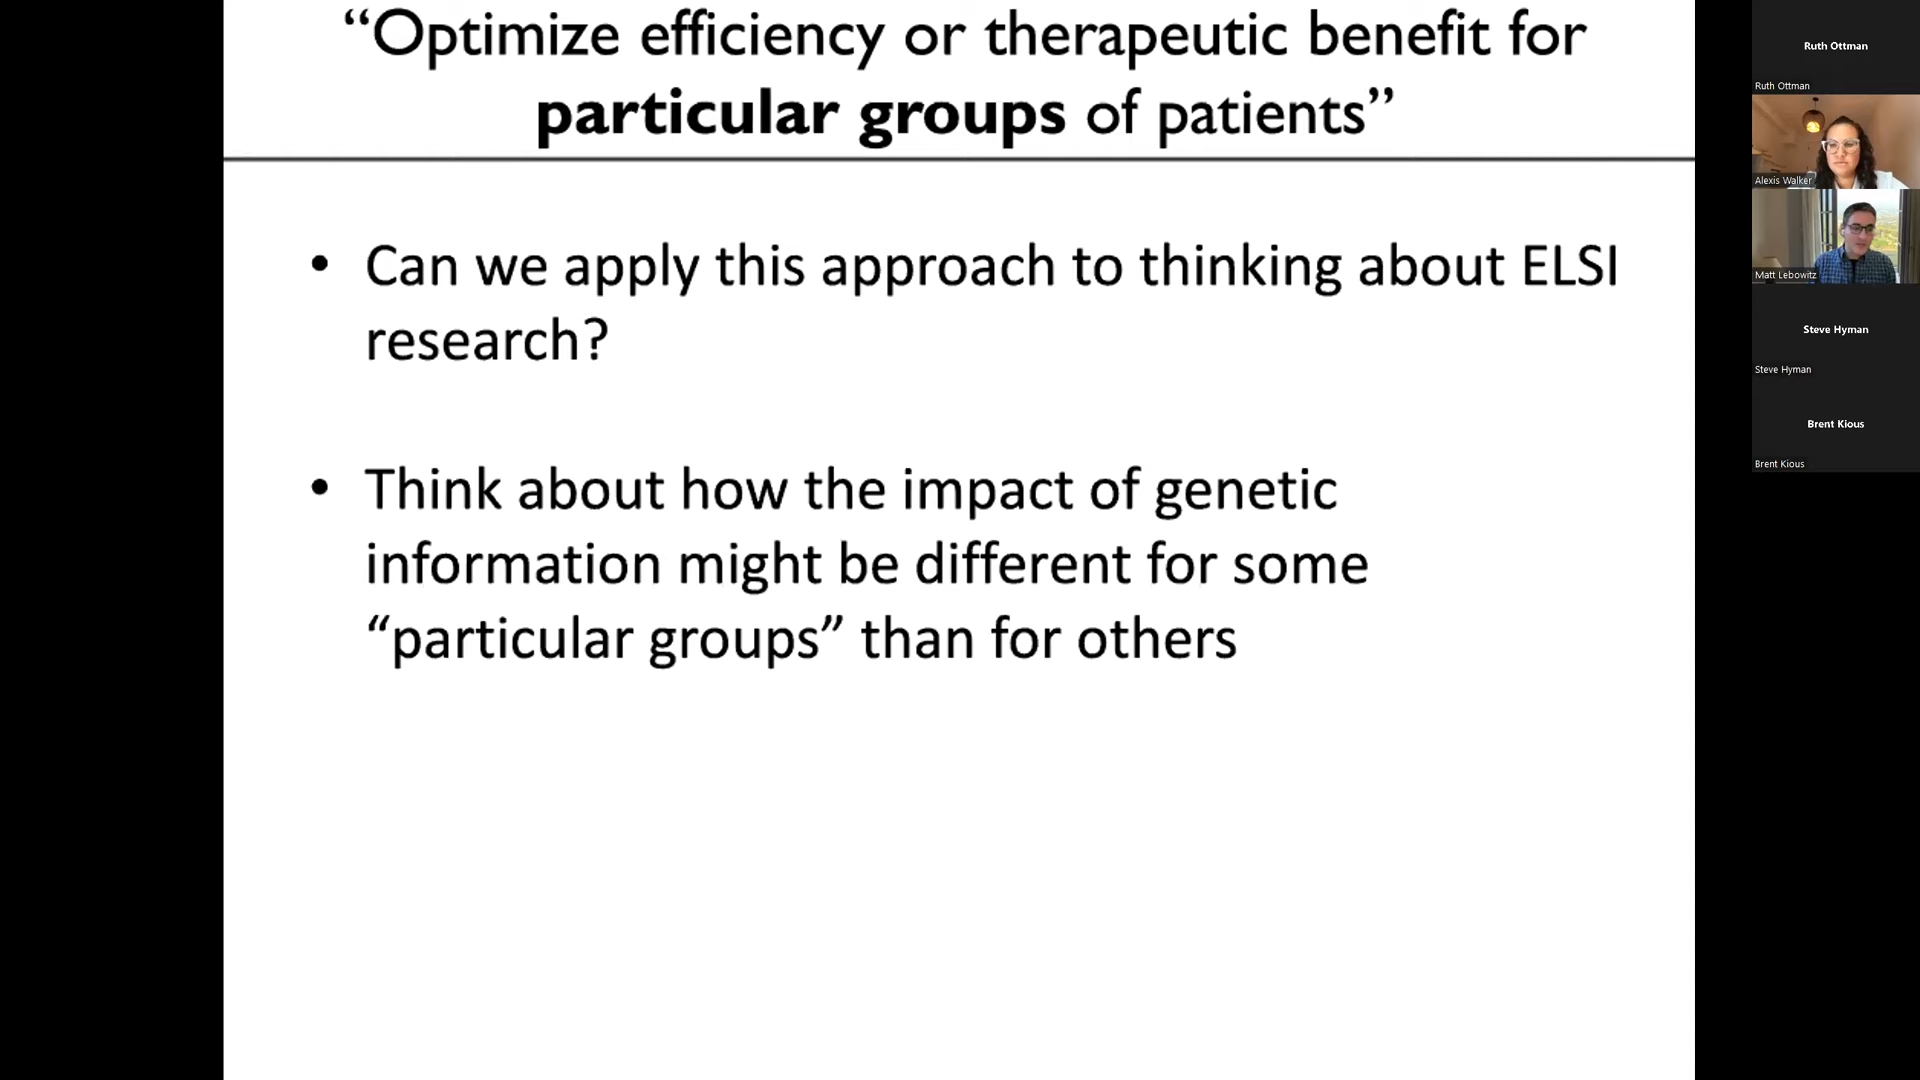 “Optimize efficiency or therapeutic benefit for
particular groups of patients”
• Can we apply this approach to thinking about ELSI
research?
• Think about how the impact of genetic
information might be different for some
“particular groups” than for others
Ruth Ottman
Ruth Ottman
Alexis Walker
Matt Lebowitz
Steve Hyman
Steve Hyman
Brent Kious
Brent Kious